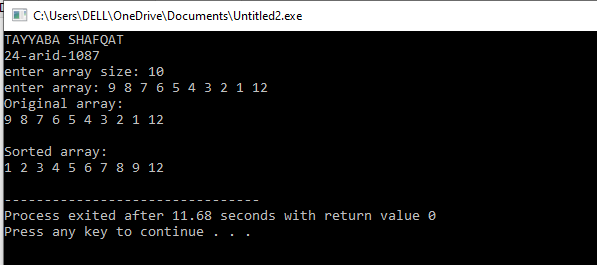 C:\Users\DELL\OneDrive\Documents\Untitled2.exe
TAYYABA SHAFQAT
24-arid-1087
enter array size: 10
enter array: 9 8 7 6 5 4 3 2 1 12
Original array:
9 8 7 6 5 4 3 2 1 12
Sorted array:
1 2 3 4 5 6 7 8 9 12
--------------------------------
Process exited after 11.68 seconds with return value 0
Press any key to continue . . .